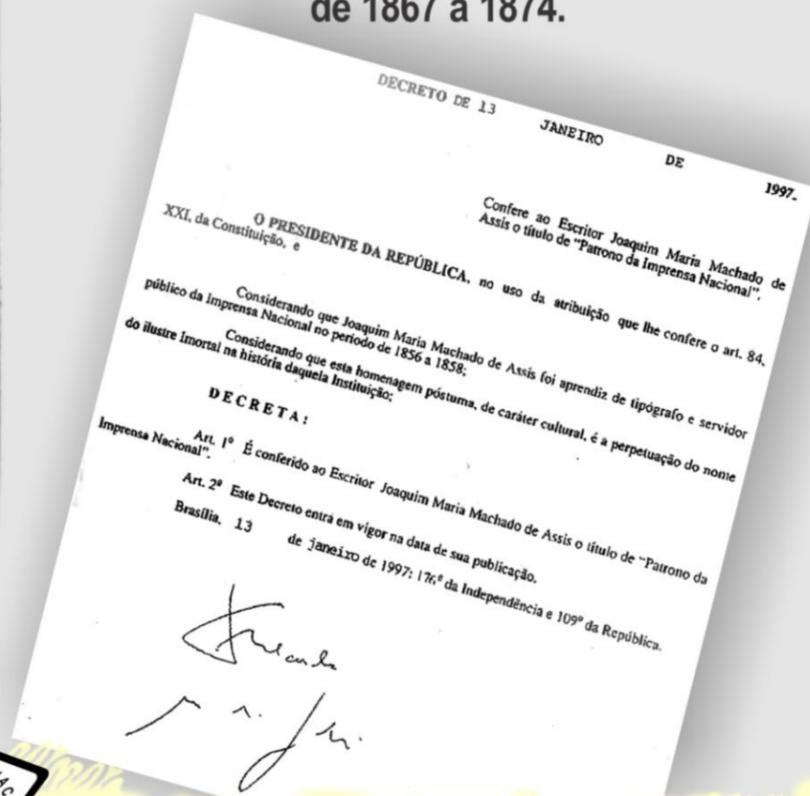 de 1867 a 1874.
DECRETO DE 13 JANEIRO DE 1997.
Confere ao Escritor Joaquim Maria Machado de
Assis o título de "Patrono da Imprensa Nacional".
O PRESIDENTE DA REPÚBLICA, no uso da atribuição que lhe confere o art. 84,
XXI, da Constituição, e
Considerando que Joaquim Maria Machado de Assis foi aprendiz de tipógrafo e servidor
público da Imprensa Nacional no período de 1856 a 1858;
Considerando que esta homenagem póstuma, de caráter cultural, é a perpetuação do nome
do ilustre Imortal na história daquela Instituição;
DECRETA:
Art. 1º É conferido ao Escritor Joaquim Maria Machado de Assis o título de "Patrono da
Imprensa Nacional".
Art. 2º Este Decreto entra em vigor na data de sua publicação.
Brasília, 13 de janeiro de 1997; 176º da Independência e 109º da República.